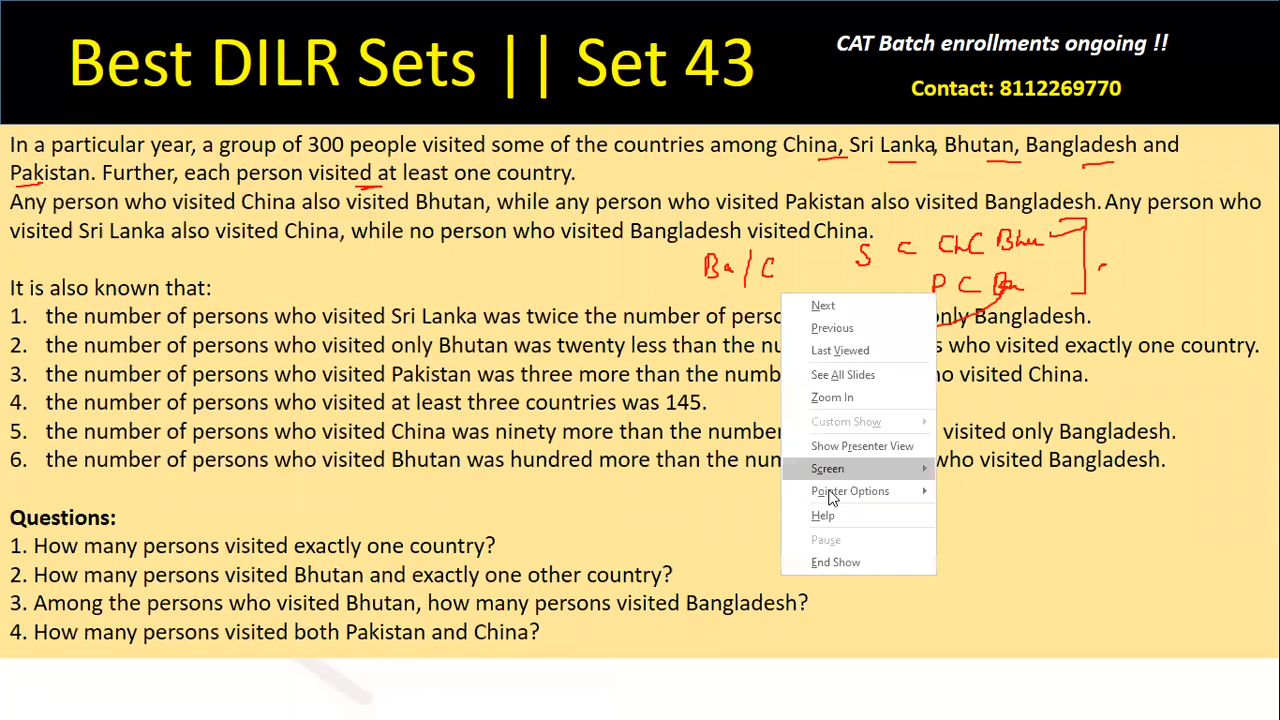 Best DILR Sets || Set 43
CAT Batch enrollments ongoing !!
Contact: 8112269770
In a particular year, a group of 300 people visited some of the countries among China, Sri Lanka, Bhutan, Bangladesh and
Pakistan. Further, each person visited at least one country.
Any person who visited China also visited Bhutan, while any person who visited Pakistan also visited Bangladesh. Any person who
visited Sri Lanka also visited China, while no person who visited Bangladesh visited China.
S C Ch C Bhu
Ba / C
P C Ba
It is also known that:
1. the number of persons who visited Sri Lanka was twice the number of perso only Bangladesh.
2. the number of persons who visited only Bhutan was twenty less than the nu s who visited exactly one country.
3. the number of persons who visited Pakistan was three more than the numb ho visited China.
4. the number of persons who visited at least three countries was 145.
5. the number of persons who visited China was ninety more than the number visited only Bangladesh.
6. the number of persons who visited Bhutan was hundred more than the num who visited Bangladesh.
Next
Previous
Last Viewed
See All Slides
Zoom In
Custom Show
Show Presenter View
Screen
Pointer Options
Help
Pause
End Show
Questions:
1. How many persons visited exactly one country?
2. How many persons visited Bhutan and exactly one other country?
3. Among the persons who visited Bhutan, how many persons visited Bangladesh?
4. How many persons visited both Pakistan and China?